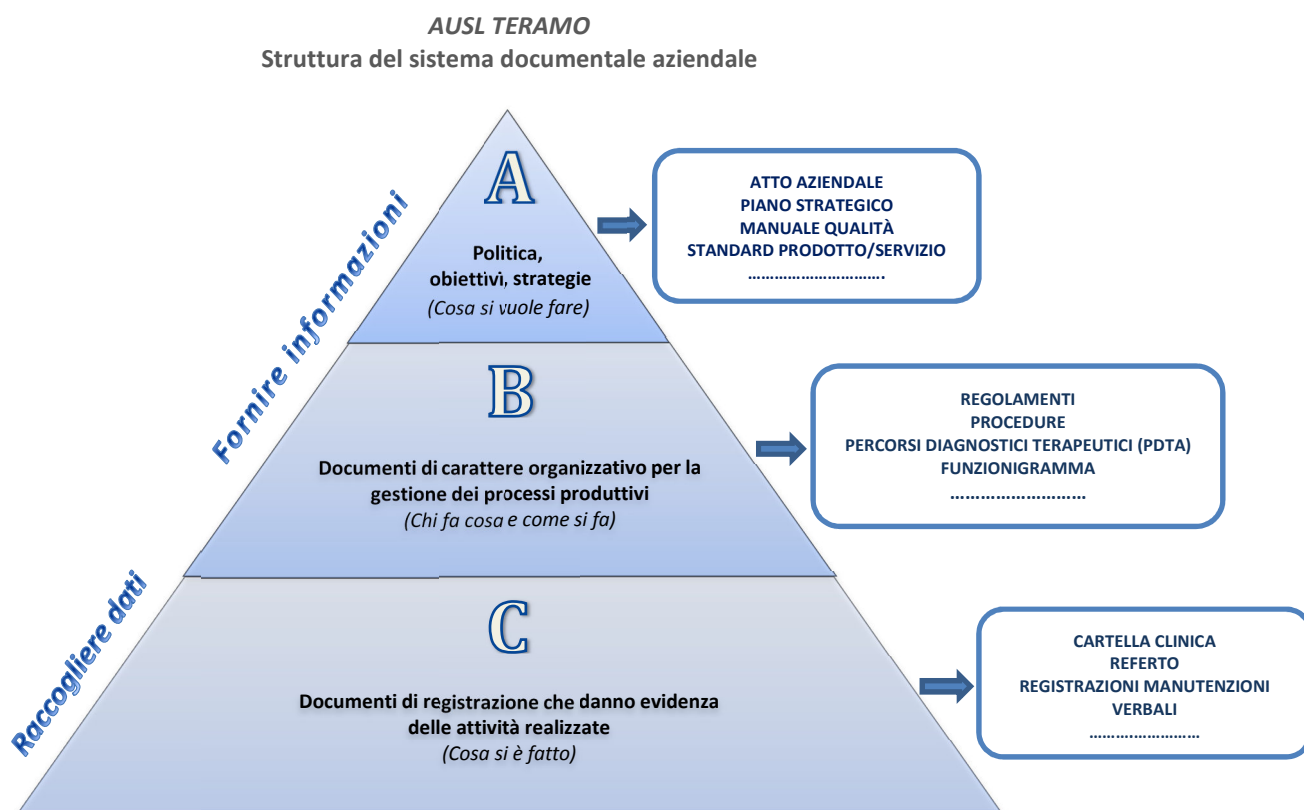 AUSL TERAMO
Struttura del sistema documentale aziendale
Fornire informazioni
A
Politica,
obiettivi, strategie
(Cosa si vuole fare)
ATTO AZIENDALE
PIANO STRATEGICO
MANUALE QUALITÀ
STANDARD PRODOTTO/SERVIZIO
………………………….
B
Documenti di carattere organizzativo per la
gestione dei processi produttivi
(Chi fa cosa e come si fa)
REGOLAMENTI
PROCEDURE
PERCORSI DIAGNOSTICI TERAPEUTICI (PDTA)
FUNZIONIGRAMMA
………………………
Raccogliere dati
C
Documenti di registrazione che danno evidenza
delle attività realizzate
(Cosa si è fatto)
CARTELLA CLINICA
REFERTO
REGISTRAZIONI MANUTENZIONI
VERBALI
……………………